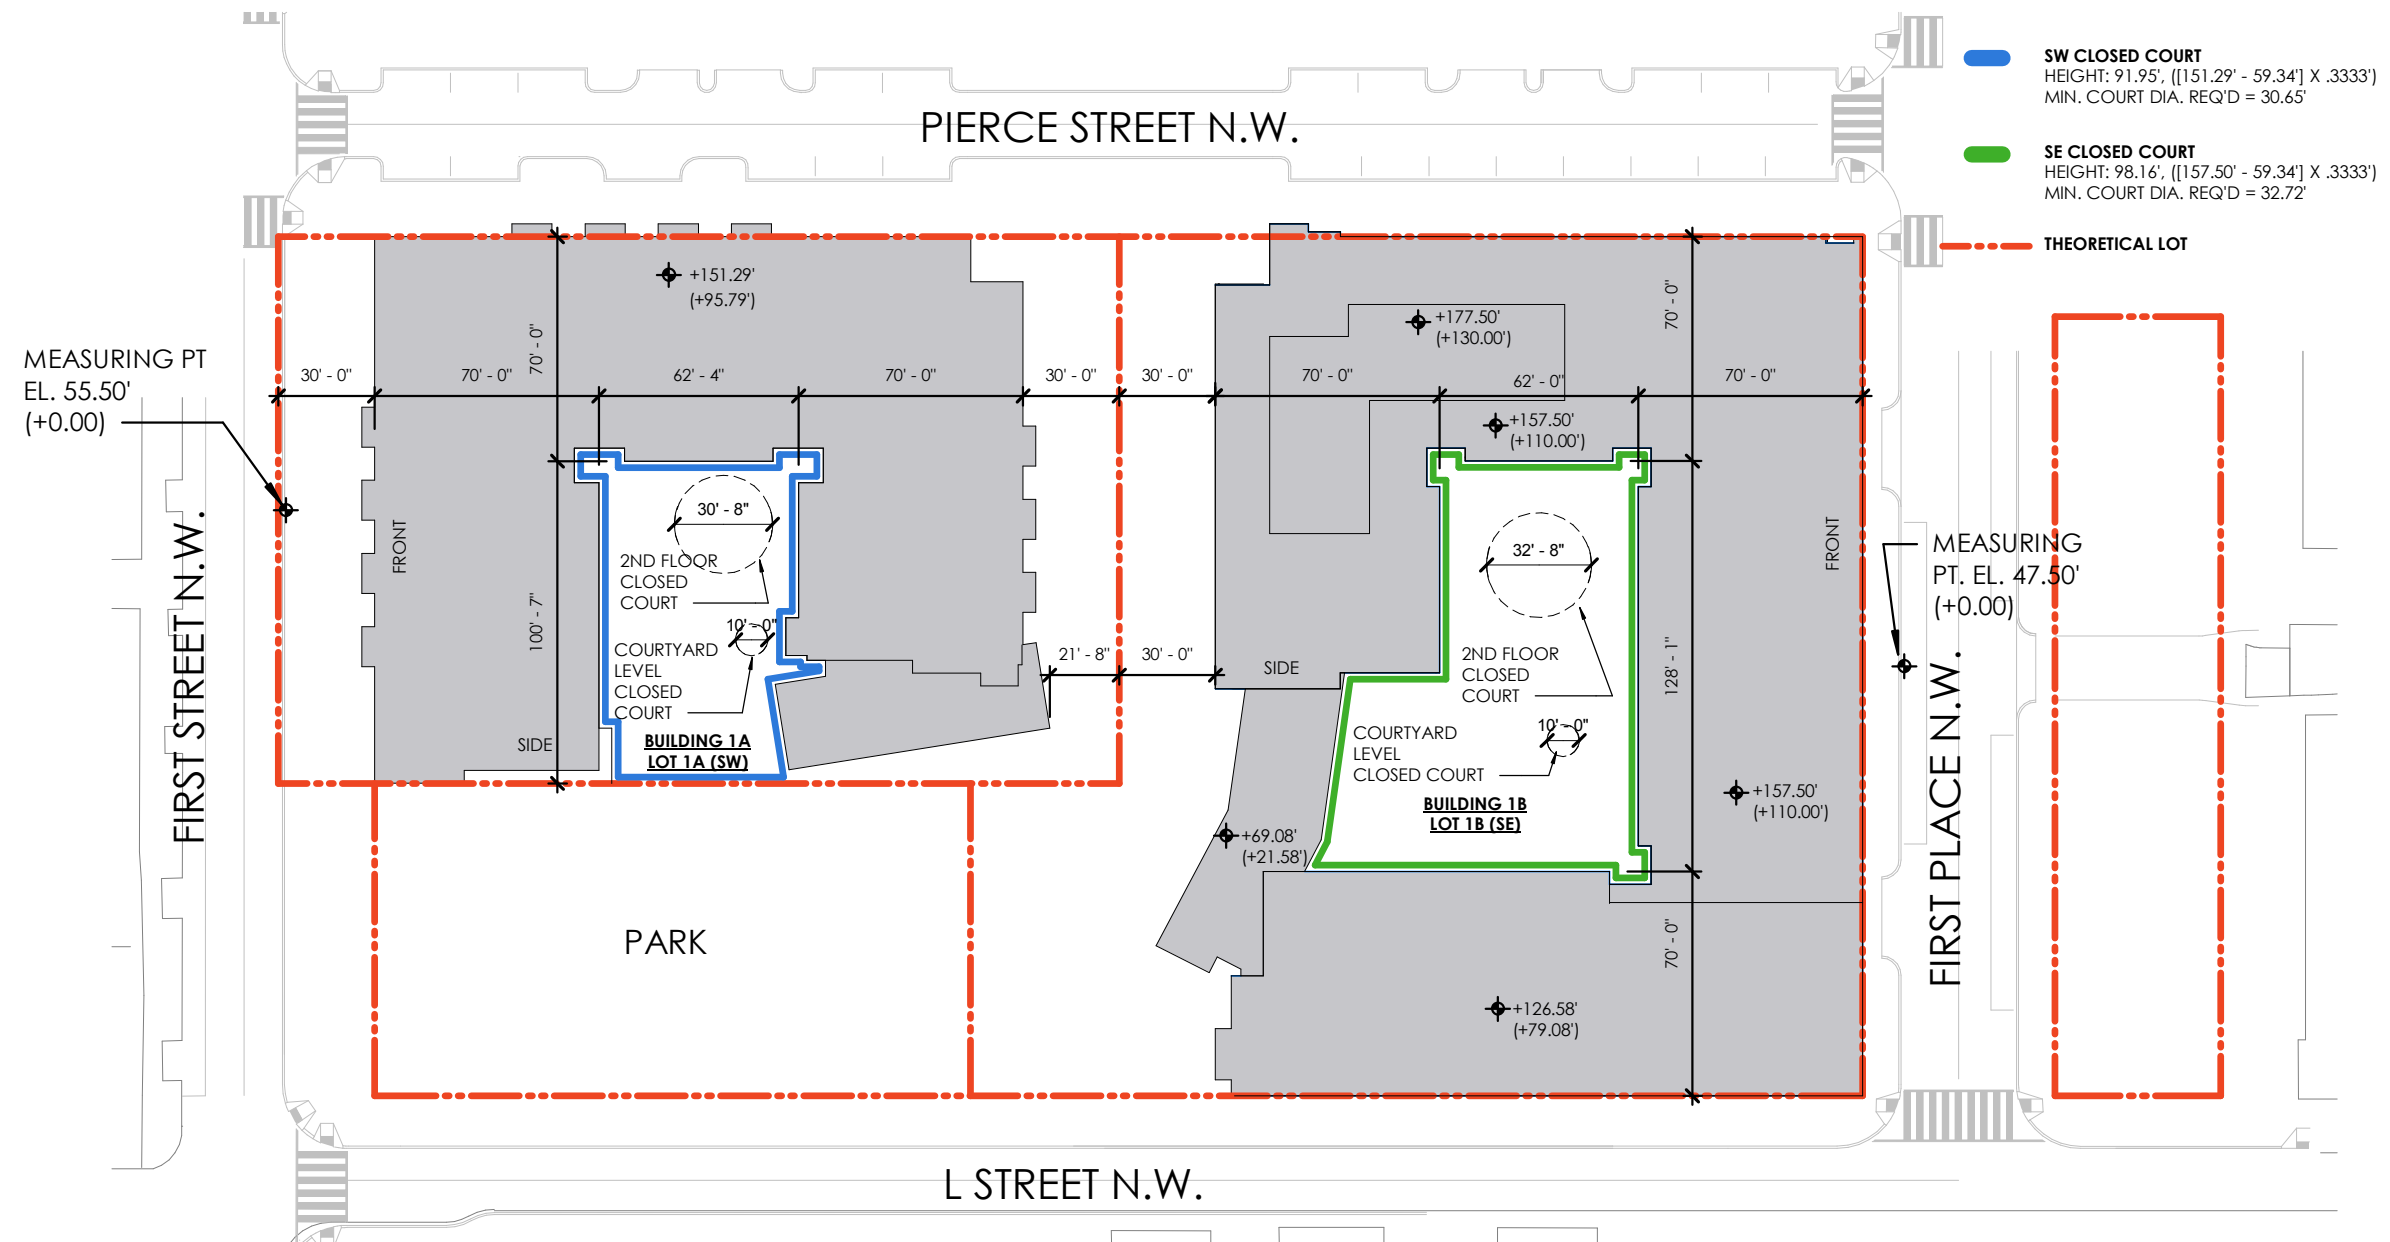 SW CLOSED COURT
HEIGHT: 91.95', ([151.29' - 59.34'] X .3333')
MIN. COURT DIA. REQ'D = 30.65'
SE CLOSED COURT
HEIGHT: 98.16', ([157.50' - 59.34'] X .3333')
MIN. COURT DIA. REQ'D = 32.72'
THEORETICAL LOT
PIERCE STREET N.W.
MEASURING PT
EL. 55.50'
(+0.00)
FIRST STREET N.W.
+151.29'
(+95.79')
70' - 0"
30' - 0"
70' - 0"
62' - 4"
70' - 0"
30' - 0"
30' - 0"
70' - 0"
62' - 0"
70' - 0"
+177.50'
(+130.00')
70' - 0"
+157.50'
(+110.00')
FRONT
30' - 8"
2ND FLOOR
CLOSED
COURT
10' - 0"
100' - 7"
COURTYARD
LEVEL
CLOSED
COURT
SIDE
BUILDING 1A
LOT 1A (SW)
21' - 8"
30' - 0"
SIDE
32' - 8"
2ND FLOOR
CLOSED
COURT
10' - 0"
COURTYARD
LEVEL
CLOSED COURT
BUILDING 1B
LOT 1B (SE)
128' - 1"
FRONT
MEASURING
PT. EL. 47.50'
(+0.00)
+157.50'
(+110.00')
+69.08'
(+21.58')
FIRST PLACE N.W.
PARK
70' - 0"
+126.58'
(+79.08')
L STREET N.W.